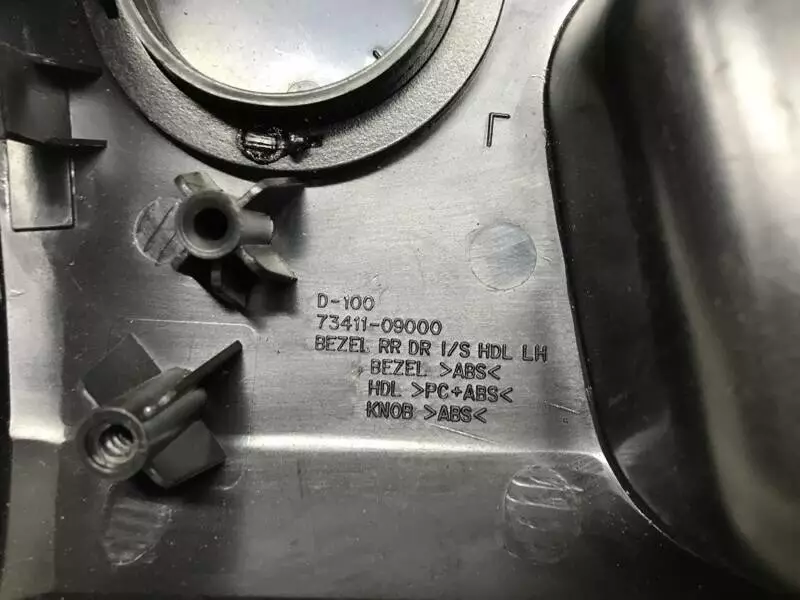 L
D-100
73411-09000
BEZEL RR DR I/S HDL LH
BEZEL >ABS<
HDL >PC+ABS<
KNOB >ABS<